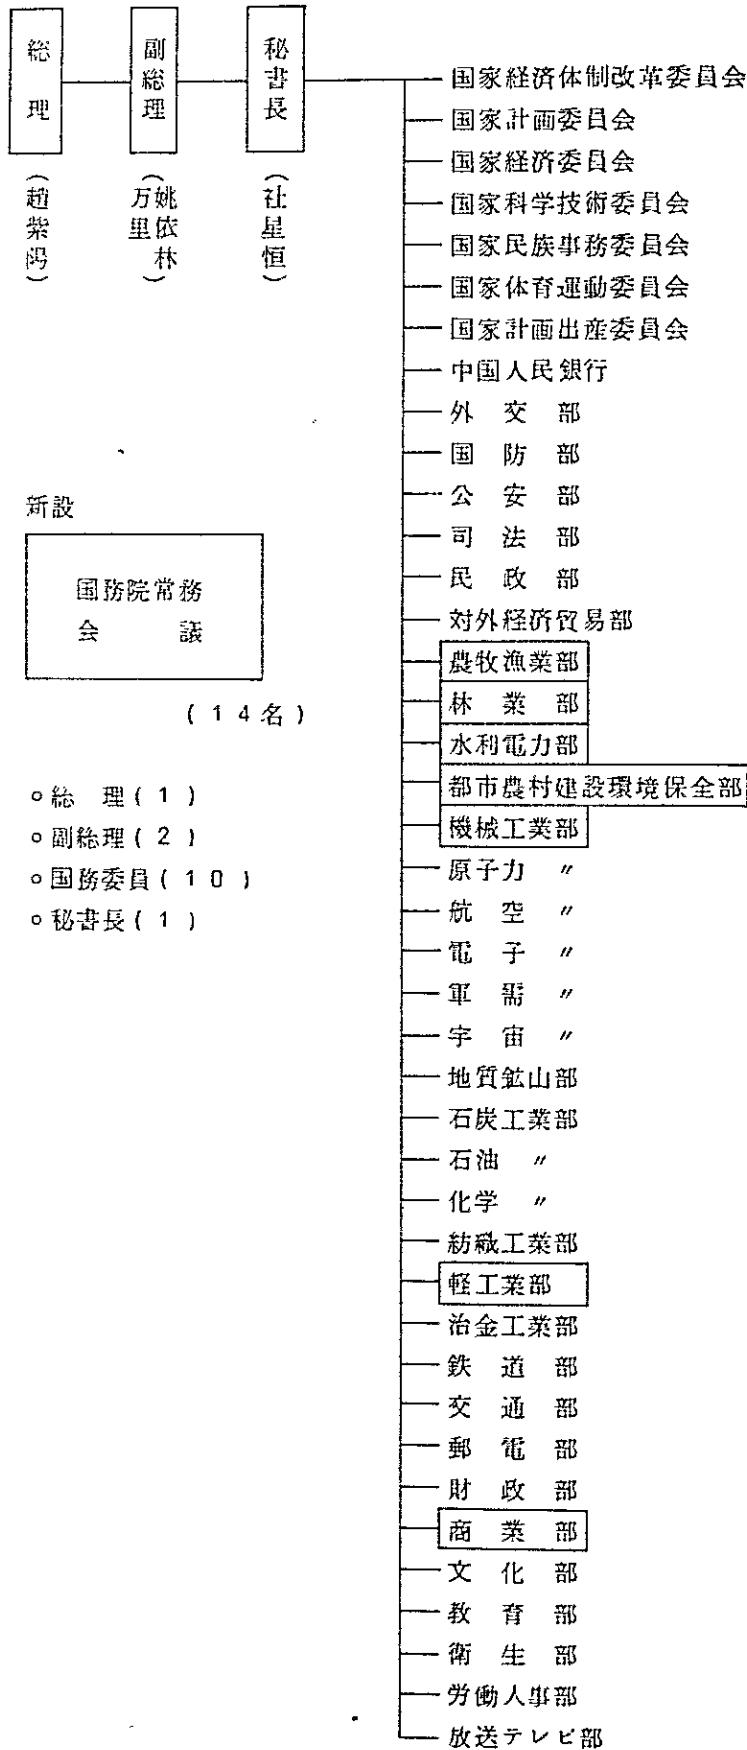 総理
副総理
秘書長
(趙紫陽)
(姚依林
万里)
(杜星恒)
国家経済体制改革委員会
国家計画委員会
国家経済委員会
国家科学技術委員会
国家民族事務委員会
国家体育運動委員会
国家計画出産委員会
中国人民銀行
外交部
国防部
公安部
司法部
民政部
対外経済貿易部
農牧漁業部
林業部
水利電力部
都市農村建設環境保全部
機械工業部
原子力 〃
航空 〃
電子 〃
軍需 〃
宇宙 〃
地質鉱山部
石炭工業部
石油 〃
化学 〃
紡織工業部
軽工業部
冶金工業部
鉄道部
交通部
郵電部
財政部
商業部
文化部
教育部
衛生部
労働人事部
放送テレビ部
新設
国務院常務
会議
(14名)
○総理(1)
○副総理(2)
○国務委員(10)
○秘書長(1)